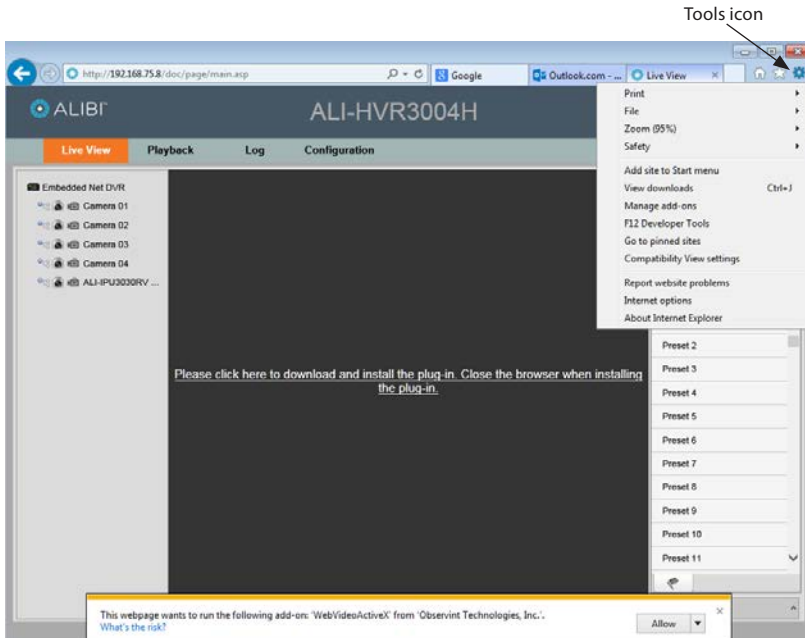 Tools icon
http://192.168.75.8/doc/page/main.asp
Google
Outlook.com - ...
Live View
ALIBI
ALI-HVR3004H
Live View Playback Log Configuration
Embedded Net DVR
Camera 01
Camera 02
Camera 03
Camera 04
ALI-IPU3030RV ...
Print
File
Zoom (95%)
Safety
Add site to Start menu
View downloads Ctrl+J
Manage add-ons
F12 Developer Tools
Go to pinned sites
Compatibility View settings
Report website problems
Internet options
About Internet Explorer
Please click here to download and install the plug-in. Close the browser when installing
the plug-in.
Preset 2
Preset 3
Preset 4
Preset 5
Preset 6
Preset 7
Preset 8
Preset 9
Preset 10
Preset 11
This webpage wants to run the following add-on: 'WebVideoActiveX' from 'Observint Technologies, Inc.'.
What's the risk?
Allow